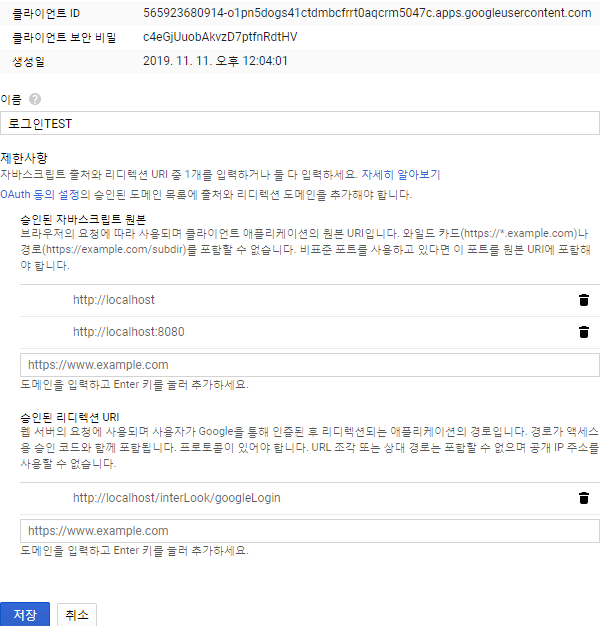 클라이언트 ID 565923680914-o1pn5dogs41ctdmbcfrrt0aqcrm5047c.apps.googleusercontent.com
클라이언트 보안 비밀 c4eGjUuobAkvzD7ptfnRdtHV
생성일 2019. 11. 11. 오후 12:04:01
이름
로그인TEST
제한사항
자바스크립트 출처와 리디렉션 URI 중 1개를 입력하거나 둘 다 입력하세요. 자세히 알아보기
OAuth 동의 설정의 승인된 도메인 목록에 출처와 리디렉션 도메인을 추가해야 합니다.
승인된 자바스크립트 원본
브라우저의 요청에 따라 사용되며 클라이언트 애플리케이션의 원본 URI입니다. 와일드 카드(https://*.example.com)나
경로(https://example.com/subdir)를 포함할 수 없습니다. 비표준 포트를 사용하고 있다면 이 포트를 원본 URI에 포함해
야 합니다.
http://localhost
http://localhost:8080
https://www.example.com
도메인을 입력하고 Enter 키를 눌러 추가하세요.
승인된 리디렉션 URI
웹 서버의 요청에 사용되며 사용자가 Google을 통해 인증된 후 리디렉션되는 애플리케이션의 경로입니다. 경로가 액세스
용 승인 코드와 함께 포함됩니다. 프로토콜이 있어야 합니다. URL 조각 또는 상대 경로는 포함할 수 없으며 공개 IP 주소를
사용할 수 없습니다.
http://localhost/interLook/googleLogin
https://www.example.com
도메인을 입력하고 Enter 키를 눌러 추가하세요.
저장 취소